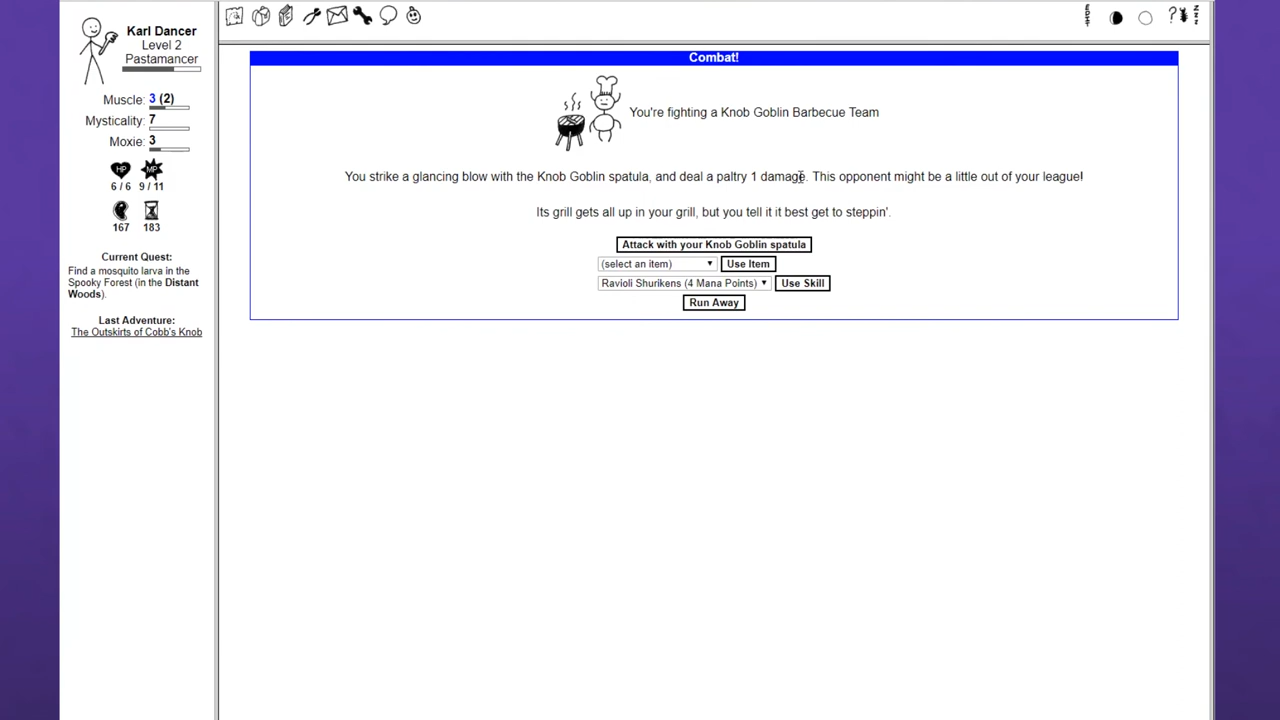 Karl Dancer
Level 2
Pastamancer
Muscle: 3 (2)
Mysticality: 7
Moxie: 3
HP MP
6 / 6 9 / 11
167 183
Current Quest:
Find a mosquito larva in the
Spooky Forest (in the Distant
Woods).
Last Adventure:
The Outskirts of Cobb's Knob
EDIT ? ZZZ
Combat!
You're fighting a Knob Goblin Barbecue Team
You strike a glancing blow with the Knob Goblin spatula, and deal a paltry 1 damage. This opponent might be a little out of your league!
Its grill gets all up in your grill, but you tell it it best get to steppin'.
Attack with your Knob Goblin spatula
(select an item) Use Item
Ravioli Shurikens (4 Mana Points) Use Skill
Run Away